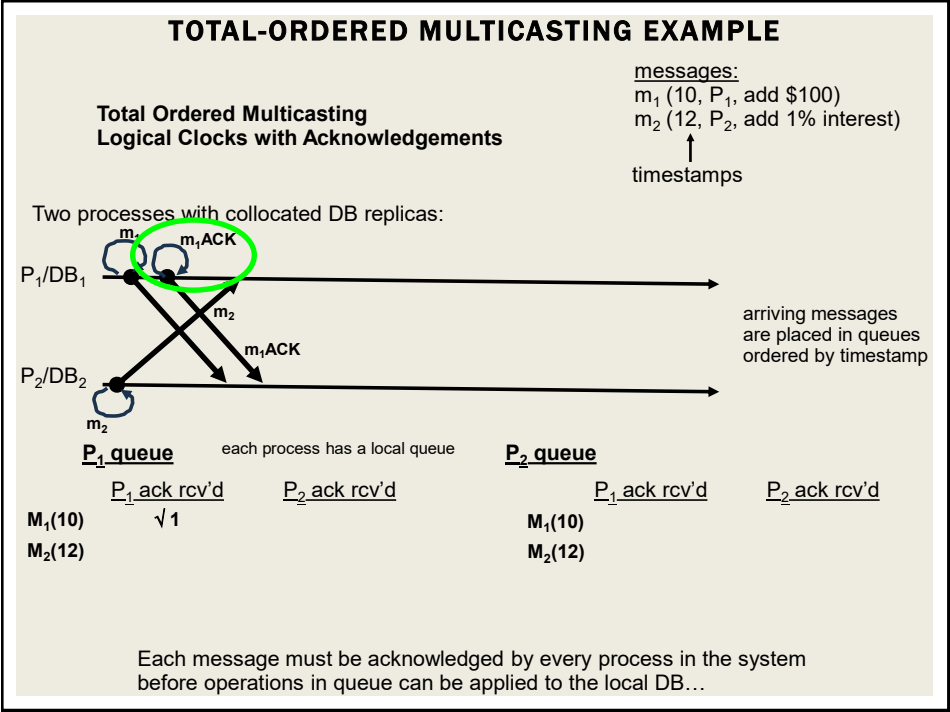 TOTAL-ORDERED MULTICASTING EXAMPLE
messages:
m₁ (10, P₁, add $100)
m₂ (12, P₂, add 1% interest)
timestamps
Total Ordered Multicasting
Logical Clocks with Acknowledgements
Two processes with collocated DB replicas:
m₁
m₁ACK
P₁/DB₁
m₂
m₁ACK
arriving messages
are placed in queues
ordered by timestamp
P₂/DB₂
m₂
P₁ queue
each process has a local queue
P₂ queue
P₁ ack rcv’d P₂ ack rcv’d
P₁ ack rcv’d P₂ ack rcv’d
M₁(10) √ 1
M₂(12)
M₁(10)
M₂(12)
Each message must be acknowledged by every process in the system
before operations in queue can be applied to the local DB…